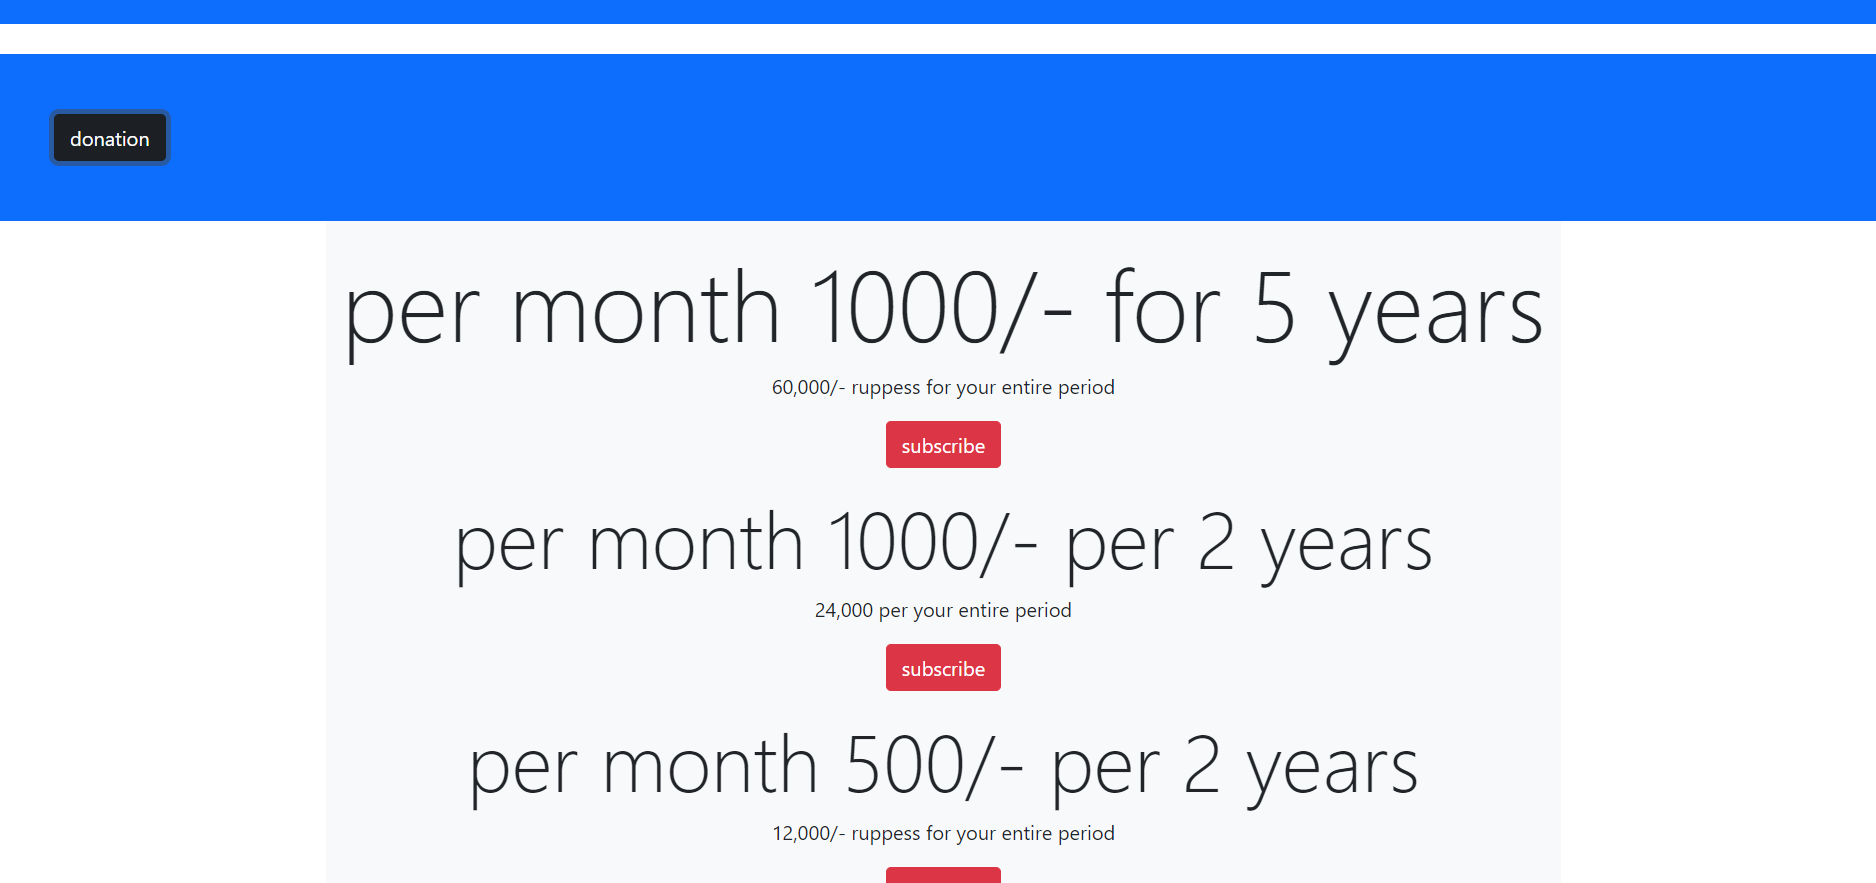 donation
per month 1000/- for 5 years
60,000/- ruppess for your entire period
subscribe
per month 1000/- per 2 years
24,000 per your entire period
subscribe
per month 500/- per 2 years
12,000/- ruppess for your entire period